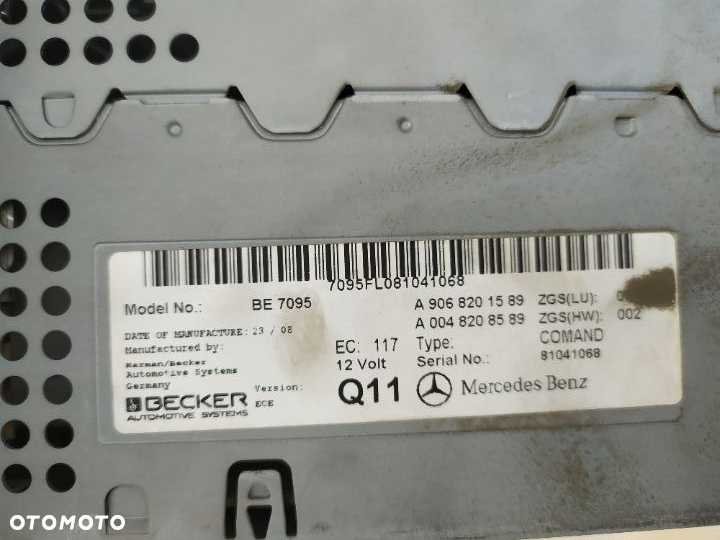 7095FL081041068
Model No.: BE 7095 A 906 820 15 89 ZGS(LU):
A 004 820 85 89 ZGS(HW): 002
DATE OF MANUFACTURE: 23 / 08 EC: 117 Type: COMAND
Manufactured by: 12 Volt Serial No.: 81041068
Harman/Becker
Automotive Systems
Germany Version: Q11 Mercedes Benz
BECKER ECE
AUTOMOTIVE SYSTEMS
OTOMOTO